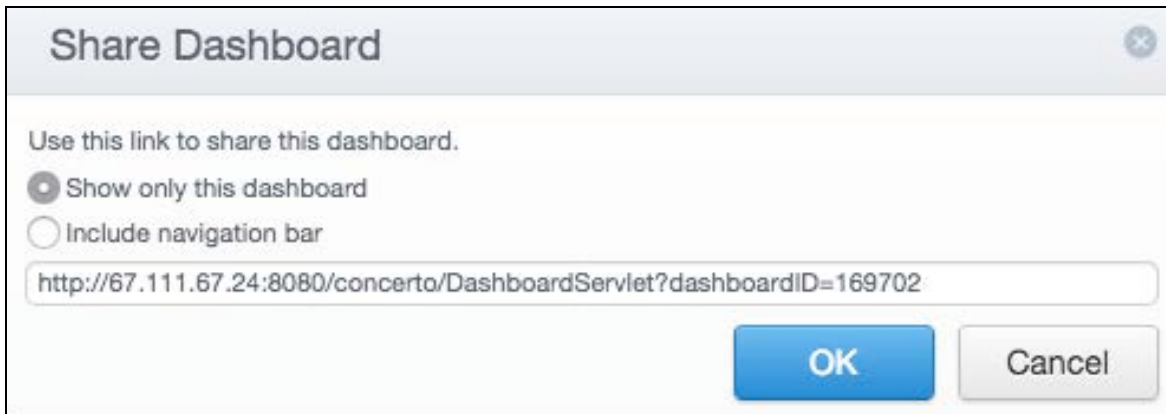 Share Dashboard
Use this link to share this dashboard.
Show only this dashboard
Include navigation bar
http://67.111.67.24:8080/concerto/DashboardServlet?dashboardID=169702
OK Cancel